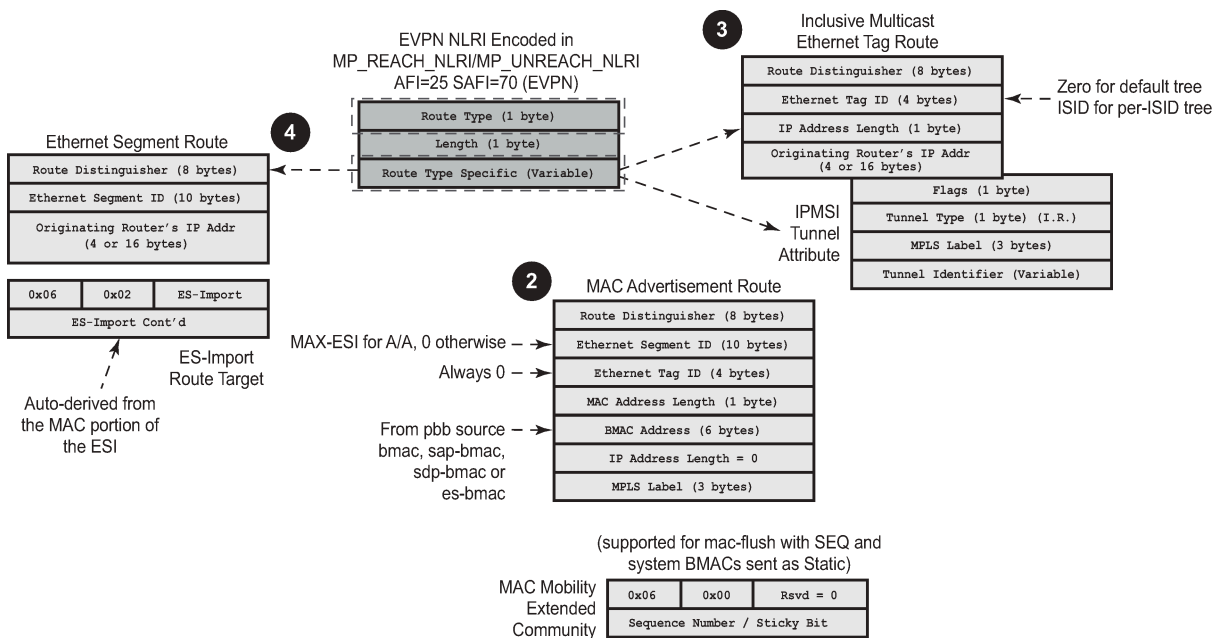 EVPN NLRI Encoded in
MP_REACH_NLRI/MP_UNREACH_NLRI
AFI=25 SAFI=70 (EVPN)
Route Type (1 byte)
Length (1 byte)
Route Type Specific (Variable)
4
Ethernet Segment Route
Route Distinguisher (8 bytes)
Ethernet Segment ID (10 bytes)
Originating Router's IP Addr
(4 or 16 bytes)
0x06 0x02 ES-Import
ES-Import Cont'd
ES-Import
Route Target
Auto-derived from
the MAC portion of
the ESI
3
Inclusive Multicast
Ethernet Tag Route
Route Distinguisher (8 bytes)
Ethernet Tag ID (4 bytes)
IP Address Length (1 byte)
Originating Router's IP Addr
(4 or 16 bytes)
Zero for default tree
ISID for per-ISID tree
IPMSI
Tunnel
Attribute
Flags (1 byte)
Tunnel Type (1 byte) (I.R.)
MPLS Label (3 bytes)
Tunnel Identifier (Variable)
2
MAC Advertisement Route
Route Distinguisher (8 bytes)
Ethernet Segment ID (10 bytes)
Ethernet Tag ID (4 bytes)
MAC Address Length (1 byte)
BMAC Address (6 bytes)
IP Address Length = 0
MPLS Label (3 bytes)
MAX-ESI for A/A, 0 otherwise
Always 0
From pbb source
bmac, sap-bmac,
sdp-bmac or
es-bmac
(supported for mac-flush with SEQ and
system BMACs sent as Static)
MAC Mobility
Extended
Community
0x06 0x00 Rsvd = 0
Sequence Number / Sticky Bit